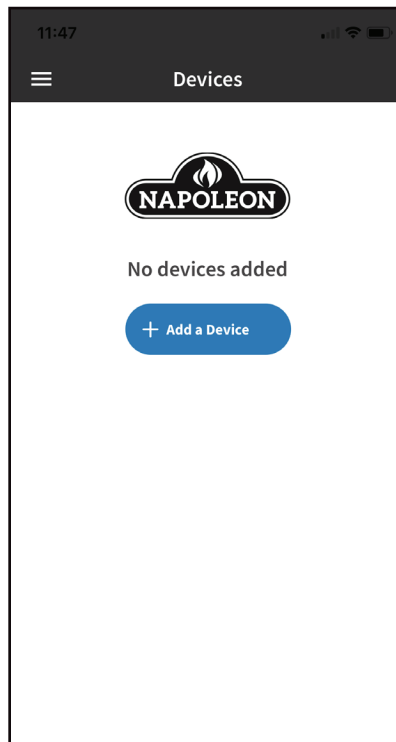 11:47
Devices
NAPOLEON
No devices added
+ Add a Device